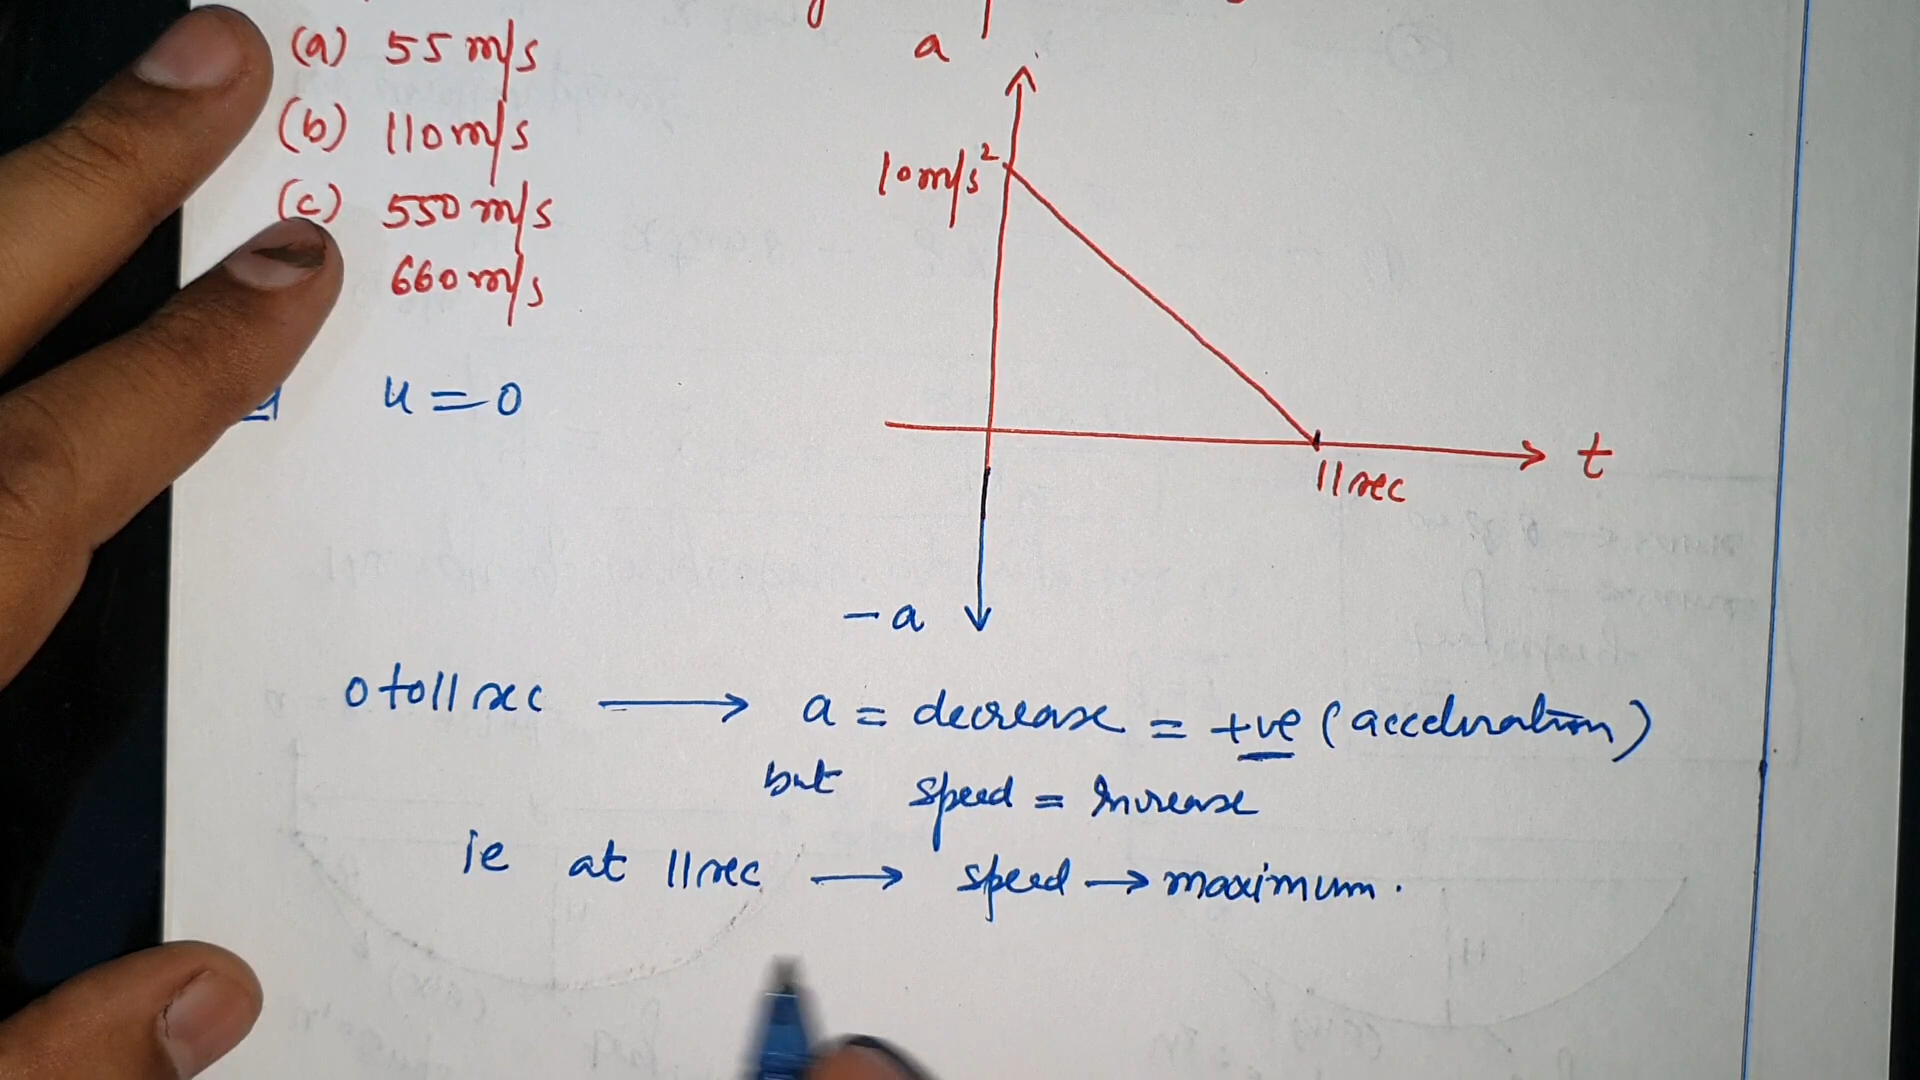 (a) 55 m/s
(b) 110 m/s
(c) 550 m/s
660 m/s
a
10 m/s²
t
11 sec
-a
u = 0
0 to 11 sec ⟶ a = decrease = +ve (acceleration)
but speed = Increase
ie at 11 sec ⟶ speed ⟶ maximum.